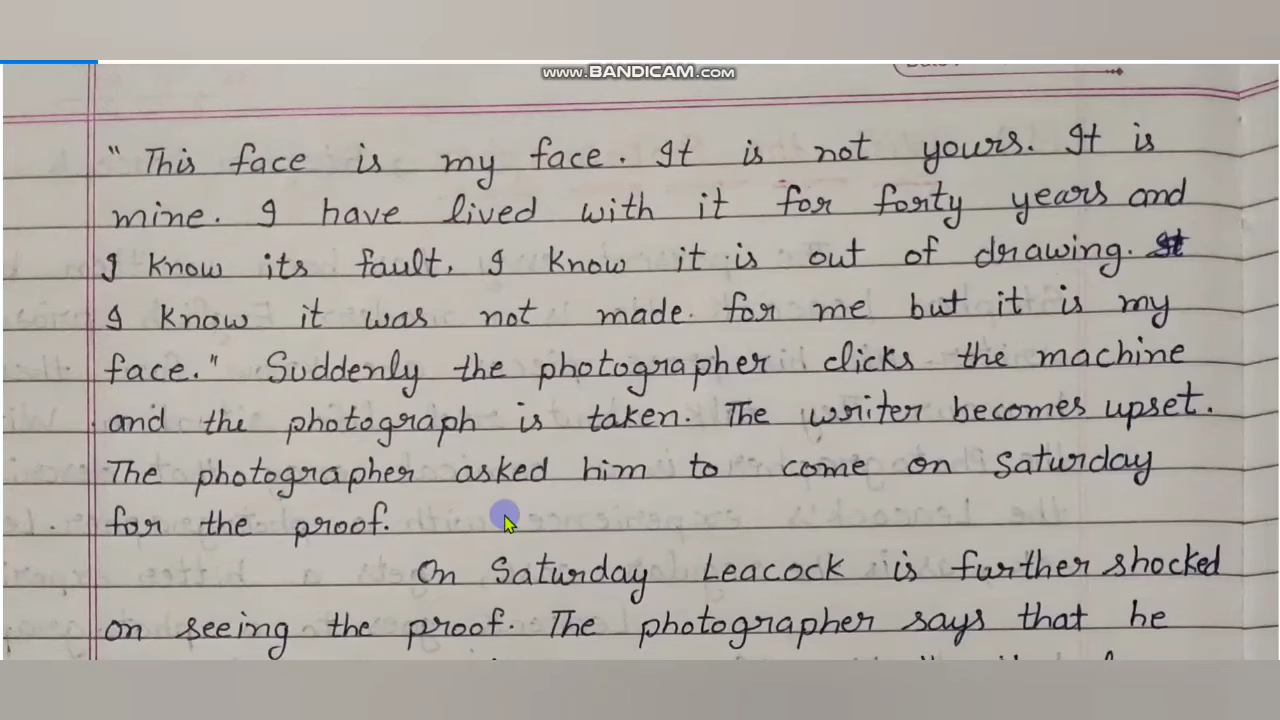 www.BANDICAM.com
"This face is my face. It is not yours. It is
mine. I have lived with it for forty years and
I know its fault. I know it is out of drawing.
I know it was not made for me but it is my
face." Suddenly the photographer clicks the machine
and the photograph is taken. The writer becomes upset.
The photographer asked him to come on Saturday
for the proof.
On Saturday Leacock is further shocked
on seeing the proof. The photographer says that he